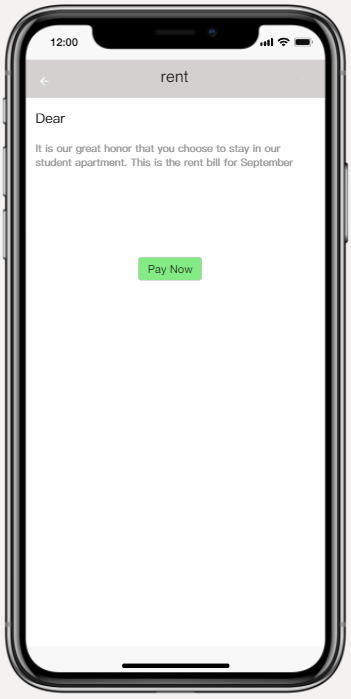 12:00
rent
Dear
It is our great honor that you choose to stay in our
student apartment. This is the rent bill for September
Pay Now